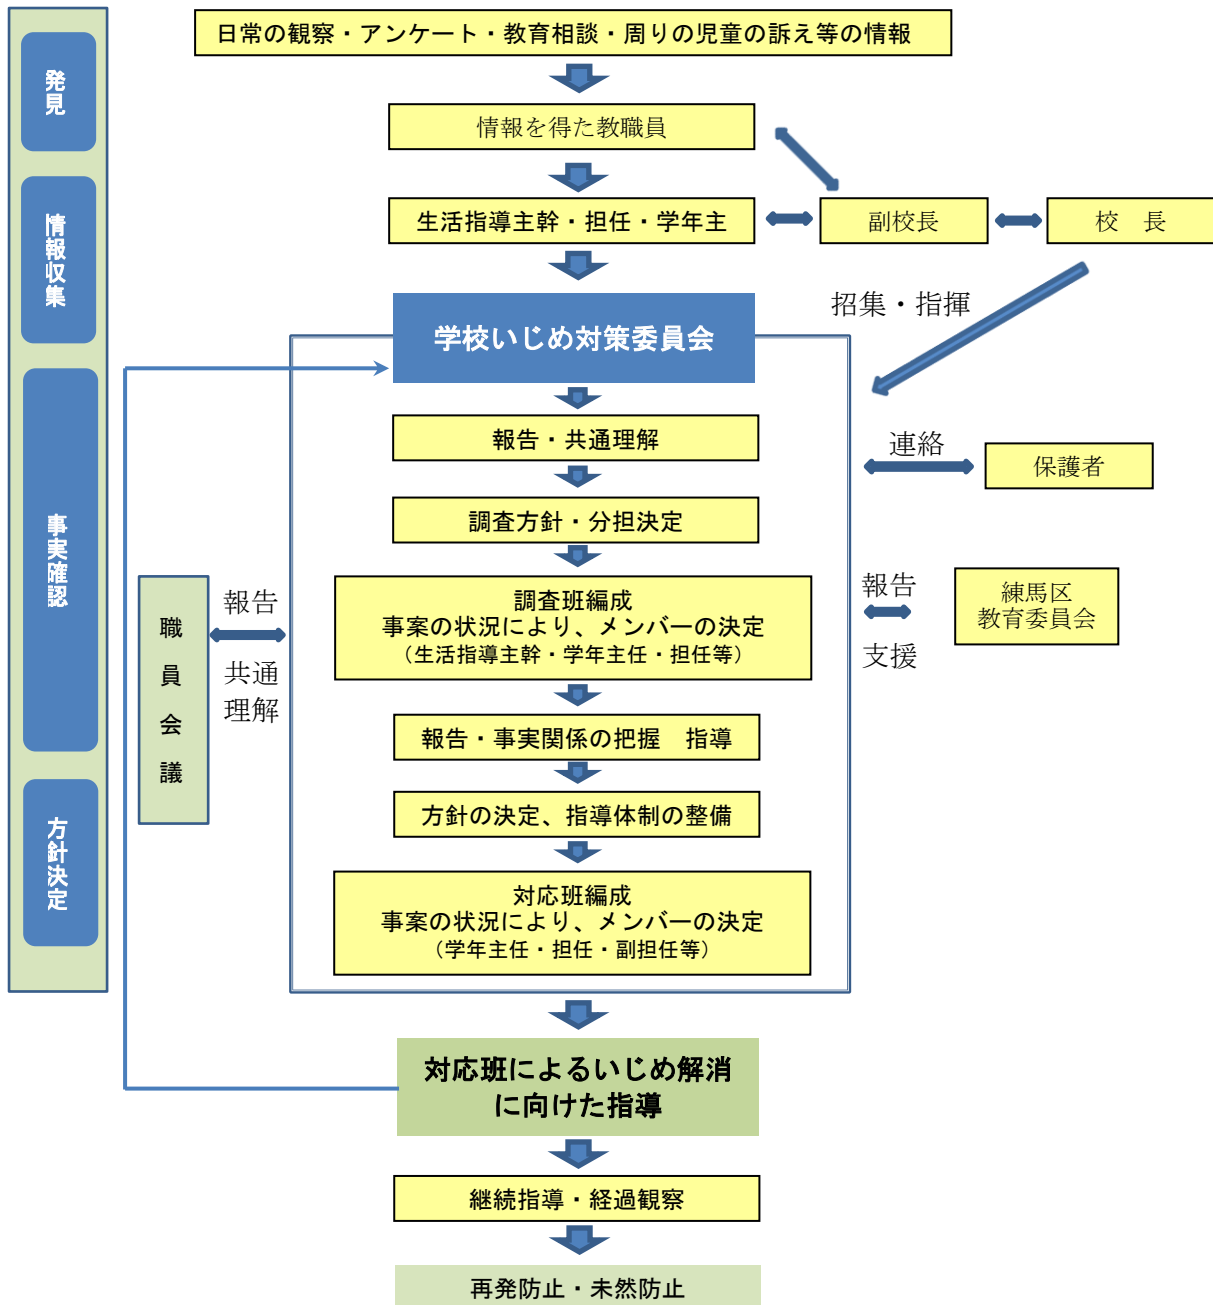 日常の観察・アンケート・教育相談・周りの児童の訴え等の情報
発見
情報を得た教職員
情報収集
生活指導主幹・担任・学年主
副校長
校　長
招集・指揮
学校いじめ対策委員会
事実確認
報告・共通理解
連絡
保護者
調査方針・分担決定
職員会議
報告
共通
理解
調査班編成
事案の状況により、メンバーの決定
（生活指導主幹・学年主任・担任等）
報告
支援
練馬区
教育委員会
報告・事実関係の把握　指導
方針決定
方針の決定、指導体制の整備
対応班編成
事案の状況により、メンバーの決定
（学年主任・担任・副担任等）
対応班によるいじめ解消
に向けた指導
継続指導・経過観察
再発防止・未然防止